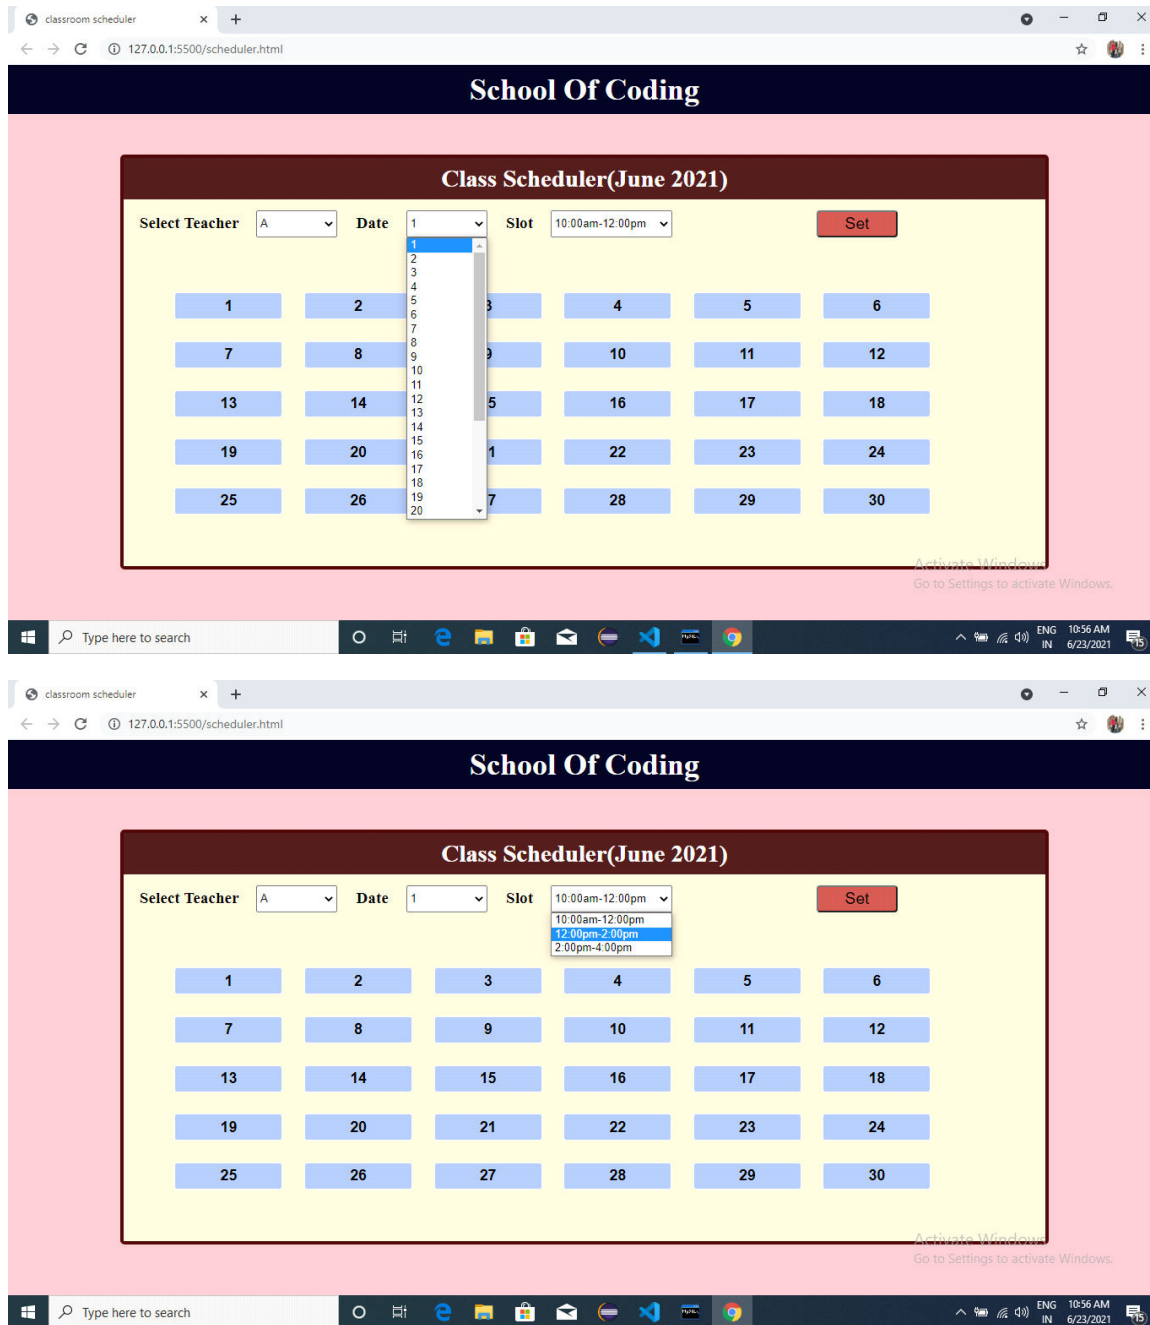 classroom scheduler × +
127.0.0.1:5500/scheduler.html
School Of Coding
Class Scheduler(June 2021)
Select Teacher A Date 1 Slot 10:00am-12:00pm Set
1
2
3
4
5
6
7
8
9
10
11
12
13
14
15
16
17
18
19
20
1 2 3 4 5 6
7 8 9 10 11 12
13 14 5 16 17 18
19 20 1 22 23 24
25 26 7 28 29 30
Activate Windows
Go to Settings to activate Windows.
Type here to search ENG 10:56 AM
IN 6/23/2021 15
classroom scheduler × +
127.0.0.1:5500/scheduler.html
School Of Coding
Class Scheduler(June 2021)
Select Teacher A Date 1 Slot 10:00am-12:00pm Set
10:00am-12:00pm
12:00pm-2:00pm
2:00pm-4:00pm
1 2 3 4 5 6
7 8 9 10 11 12
13 14 15 16 17 18
19 20 21 22 23 24
25 26 27 28 29 30
Activate Windows
Go to Settings to activate Windows.
Type here to search ENG 10:56 AM
IN 6/23/2021 15